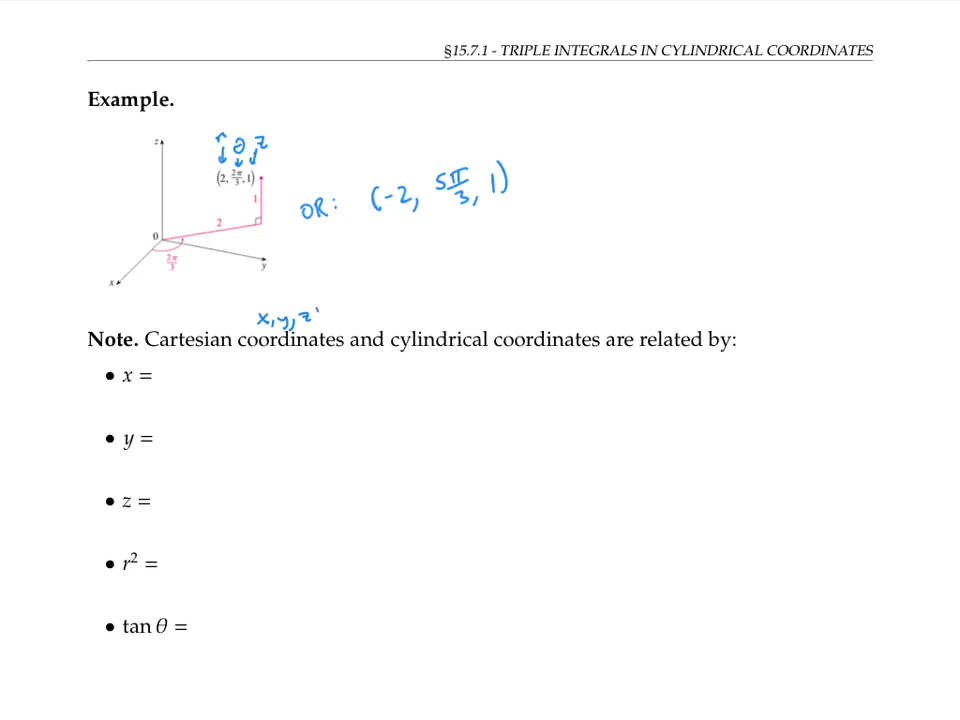 §15.7.1 - TRIPLE INTEGRALS IN CYLINDRICAL COORDINATES
Example.
r θ z
z
(2, 2π/3, 1)
1
OR: (-2, 5π/3, 1)
2
0
2π/3
y
x
x, y, z
Note. Cartesian coordinates and cylindrical coordinates are related by:
• x =
• y =
• z =
• r² =
• tan θ =